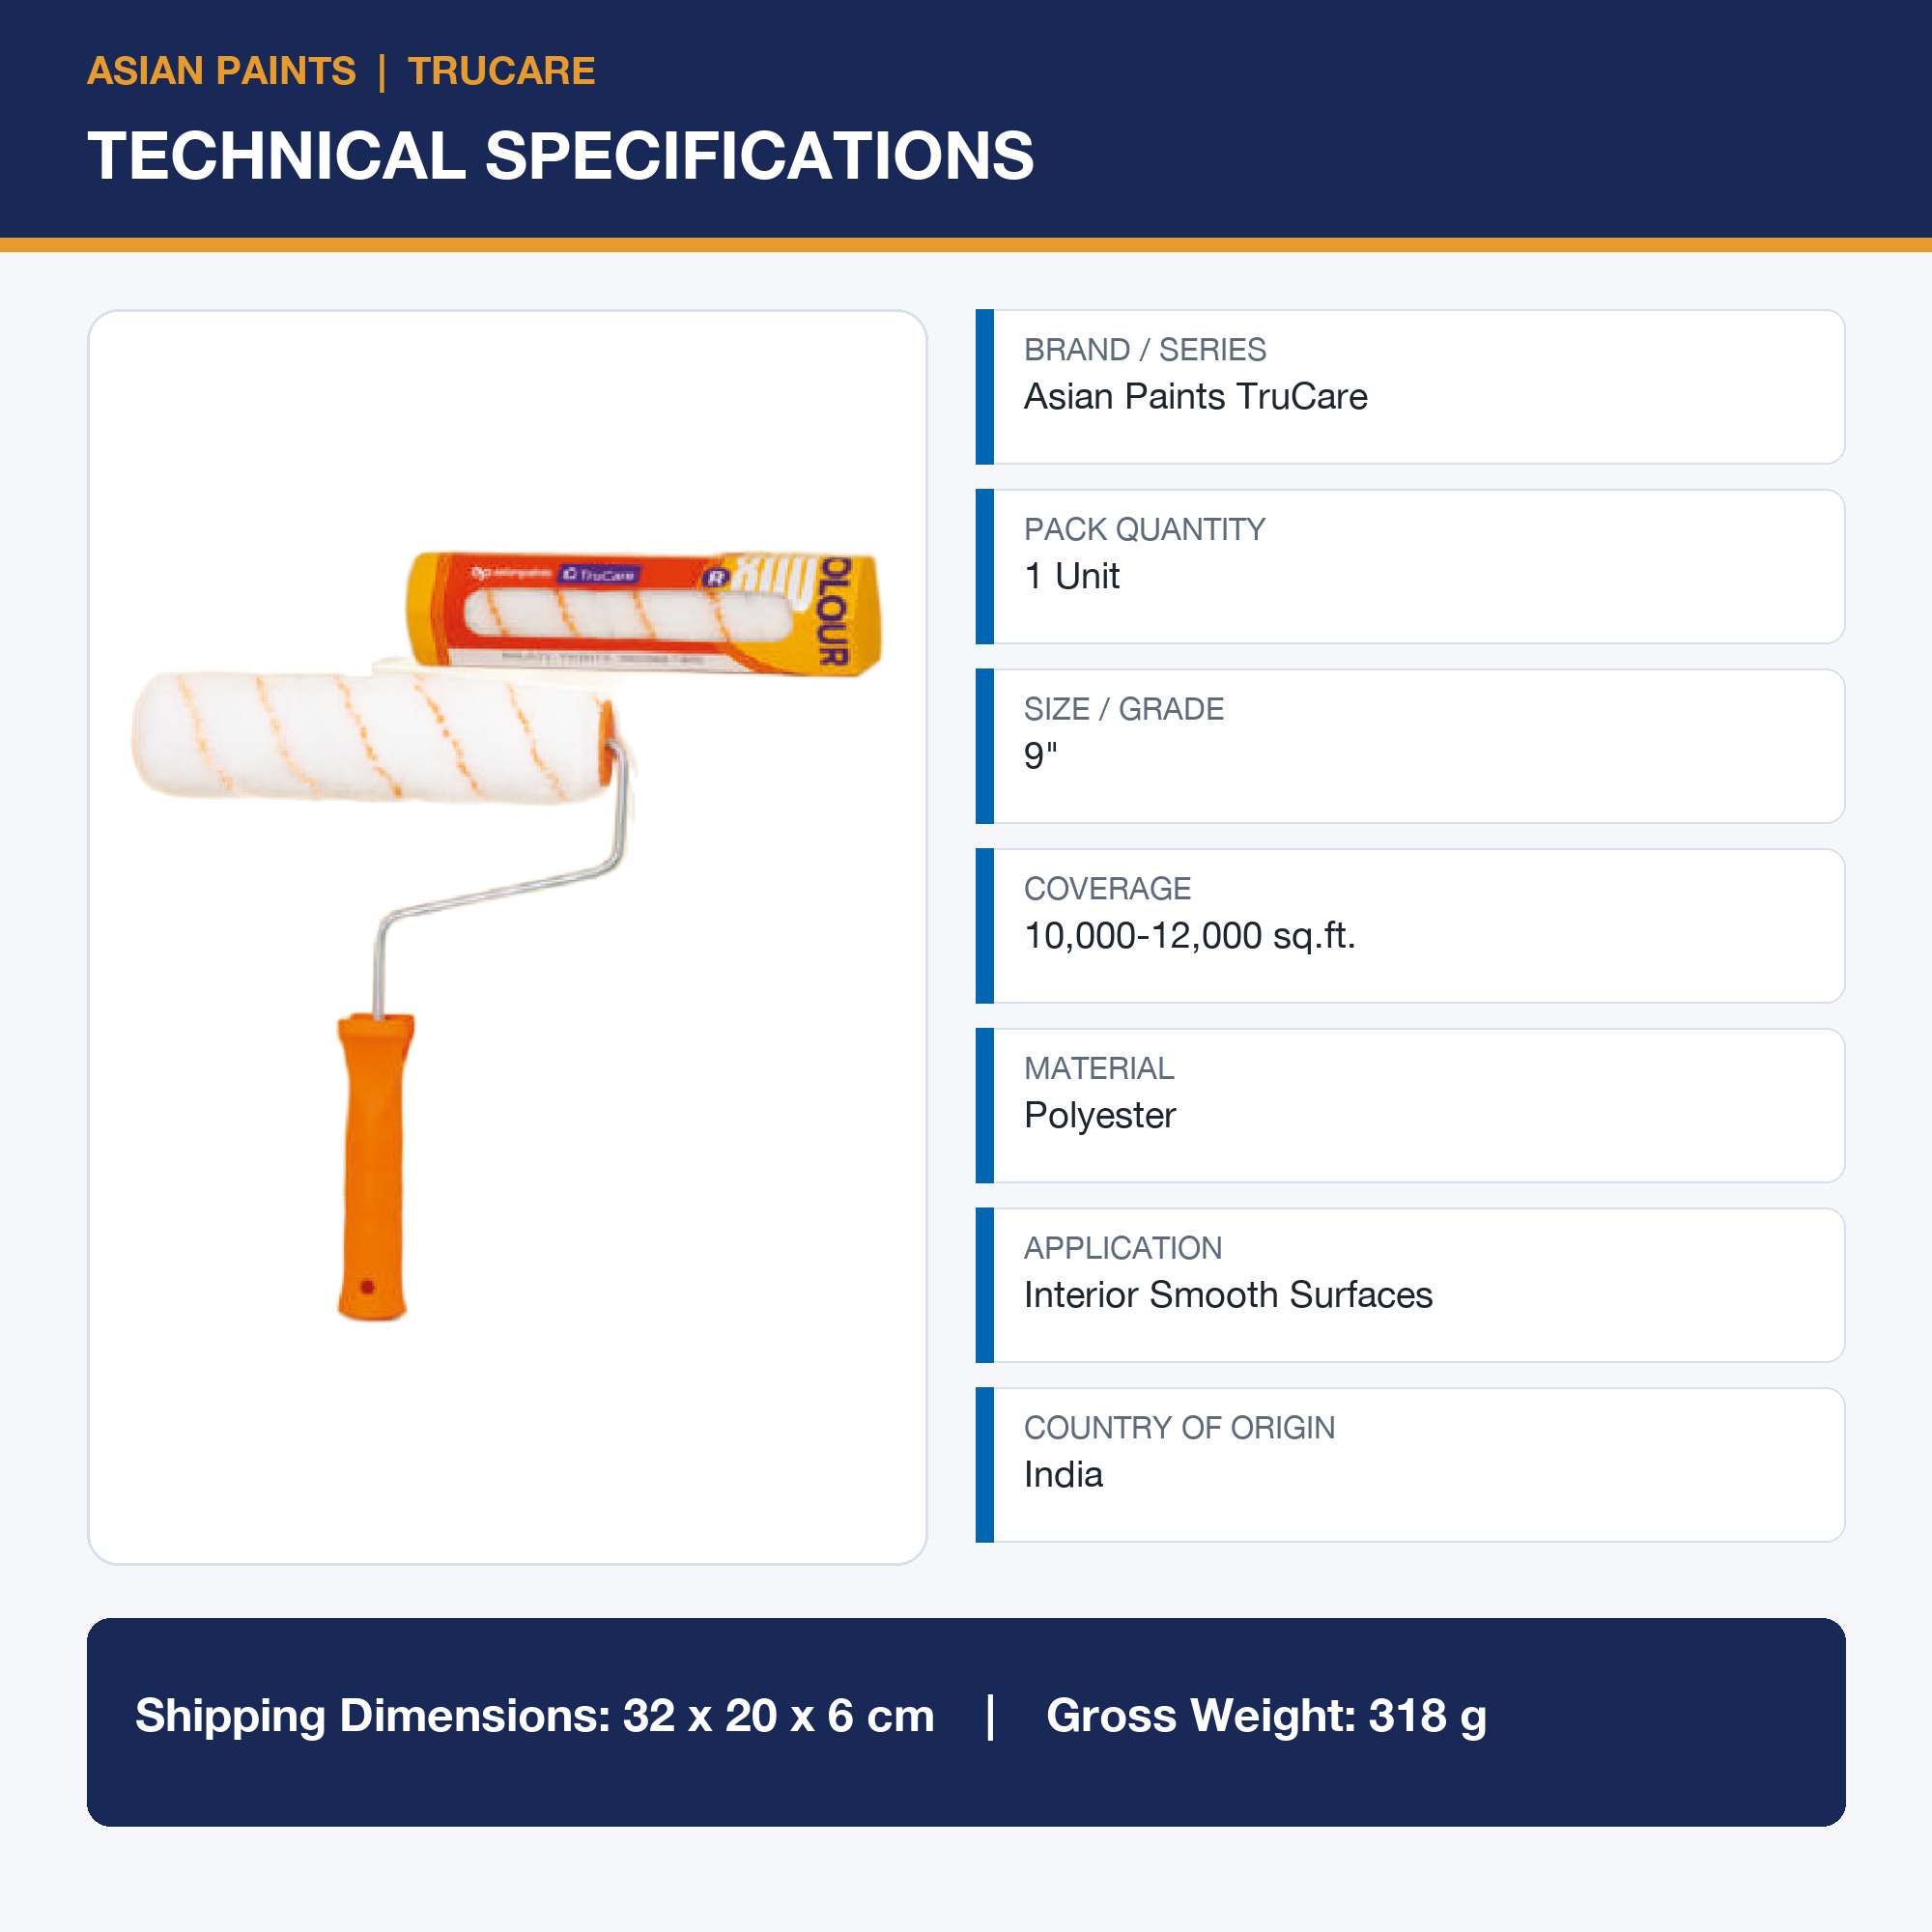 ASIAN PAINTS | TRUCARE
TECHNICAL SPECIFICATIONS
TruCare
R
OLOUR
BRAND / SERIES
Asian Paints TruCare
PACK QUANTITY
1 Unit
SIZE / GRADE
9"
COVERAGE
10,000-12,000 sq.ft.
MATERIAL
Polyester
APPLICATION
Interior Smooth Surfaces
COUNTRY OF ORIGIN
India
Shipping Dimensions: 32 x 20 x 6 cm | Gross Weight: 318 g